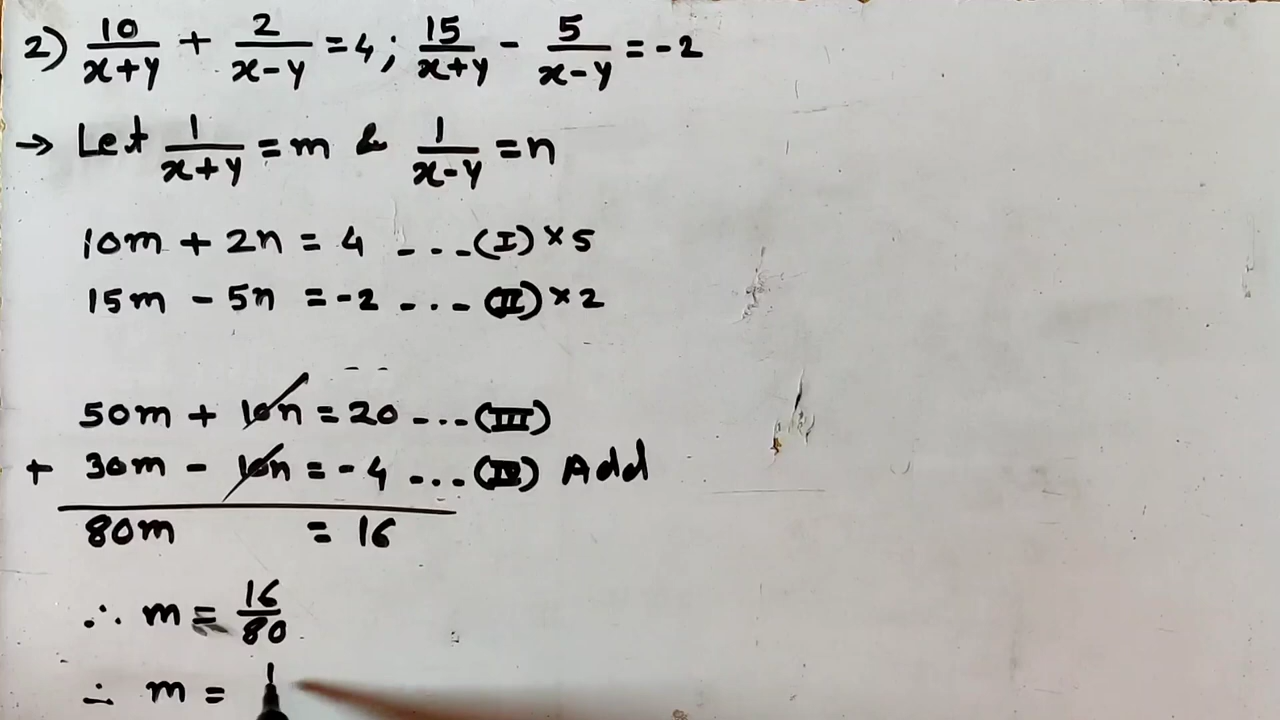 2) 10/(x+y) + 2/(x-y) = 4 ; 15/(x+y) - 5/(x-y) = -2
→ Let 1/(x+y) = m & 1/(x-y) = n
10m + 2n = 4 ---(I) × 5
15m - 5n = -2 ---(II) × 2
50m + 10n = 20 ---(III)
+ 30m - 10n = -4 ---(IV) Add
80m = 16
∴ m = 16/80
∴ m = 1